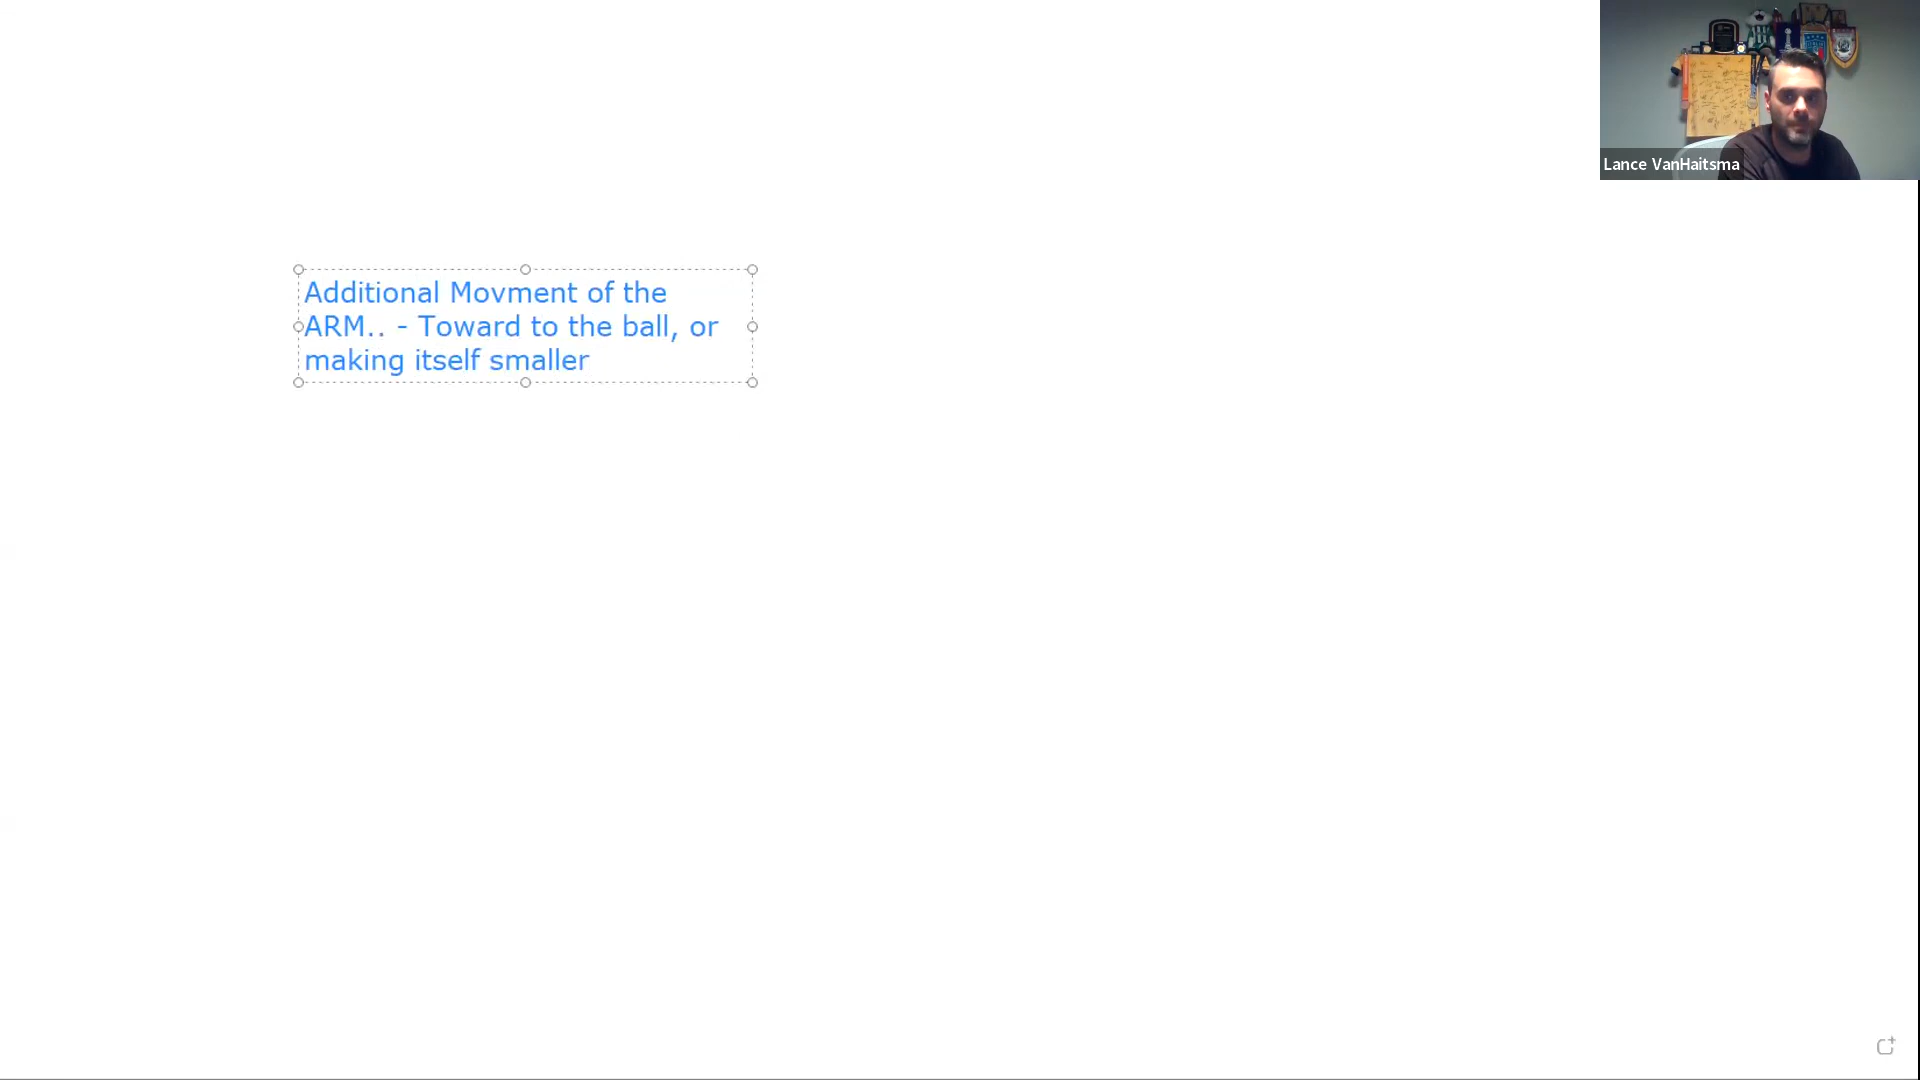 Lance VanHaitsma
Additional Movment of the
ARM.. - Toward to the ball, or
making itself smaller